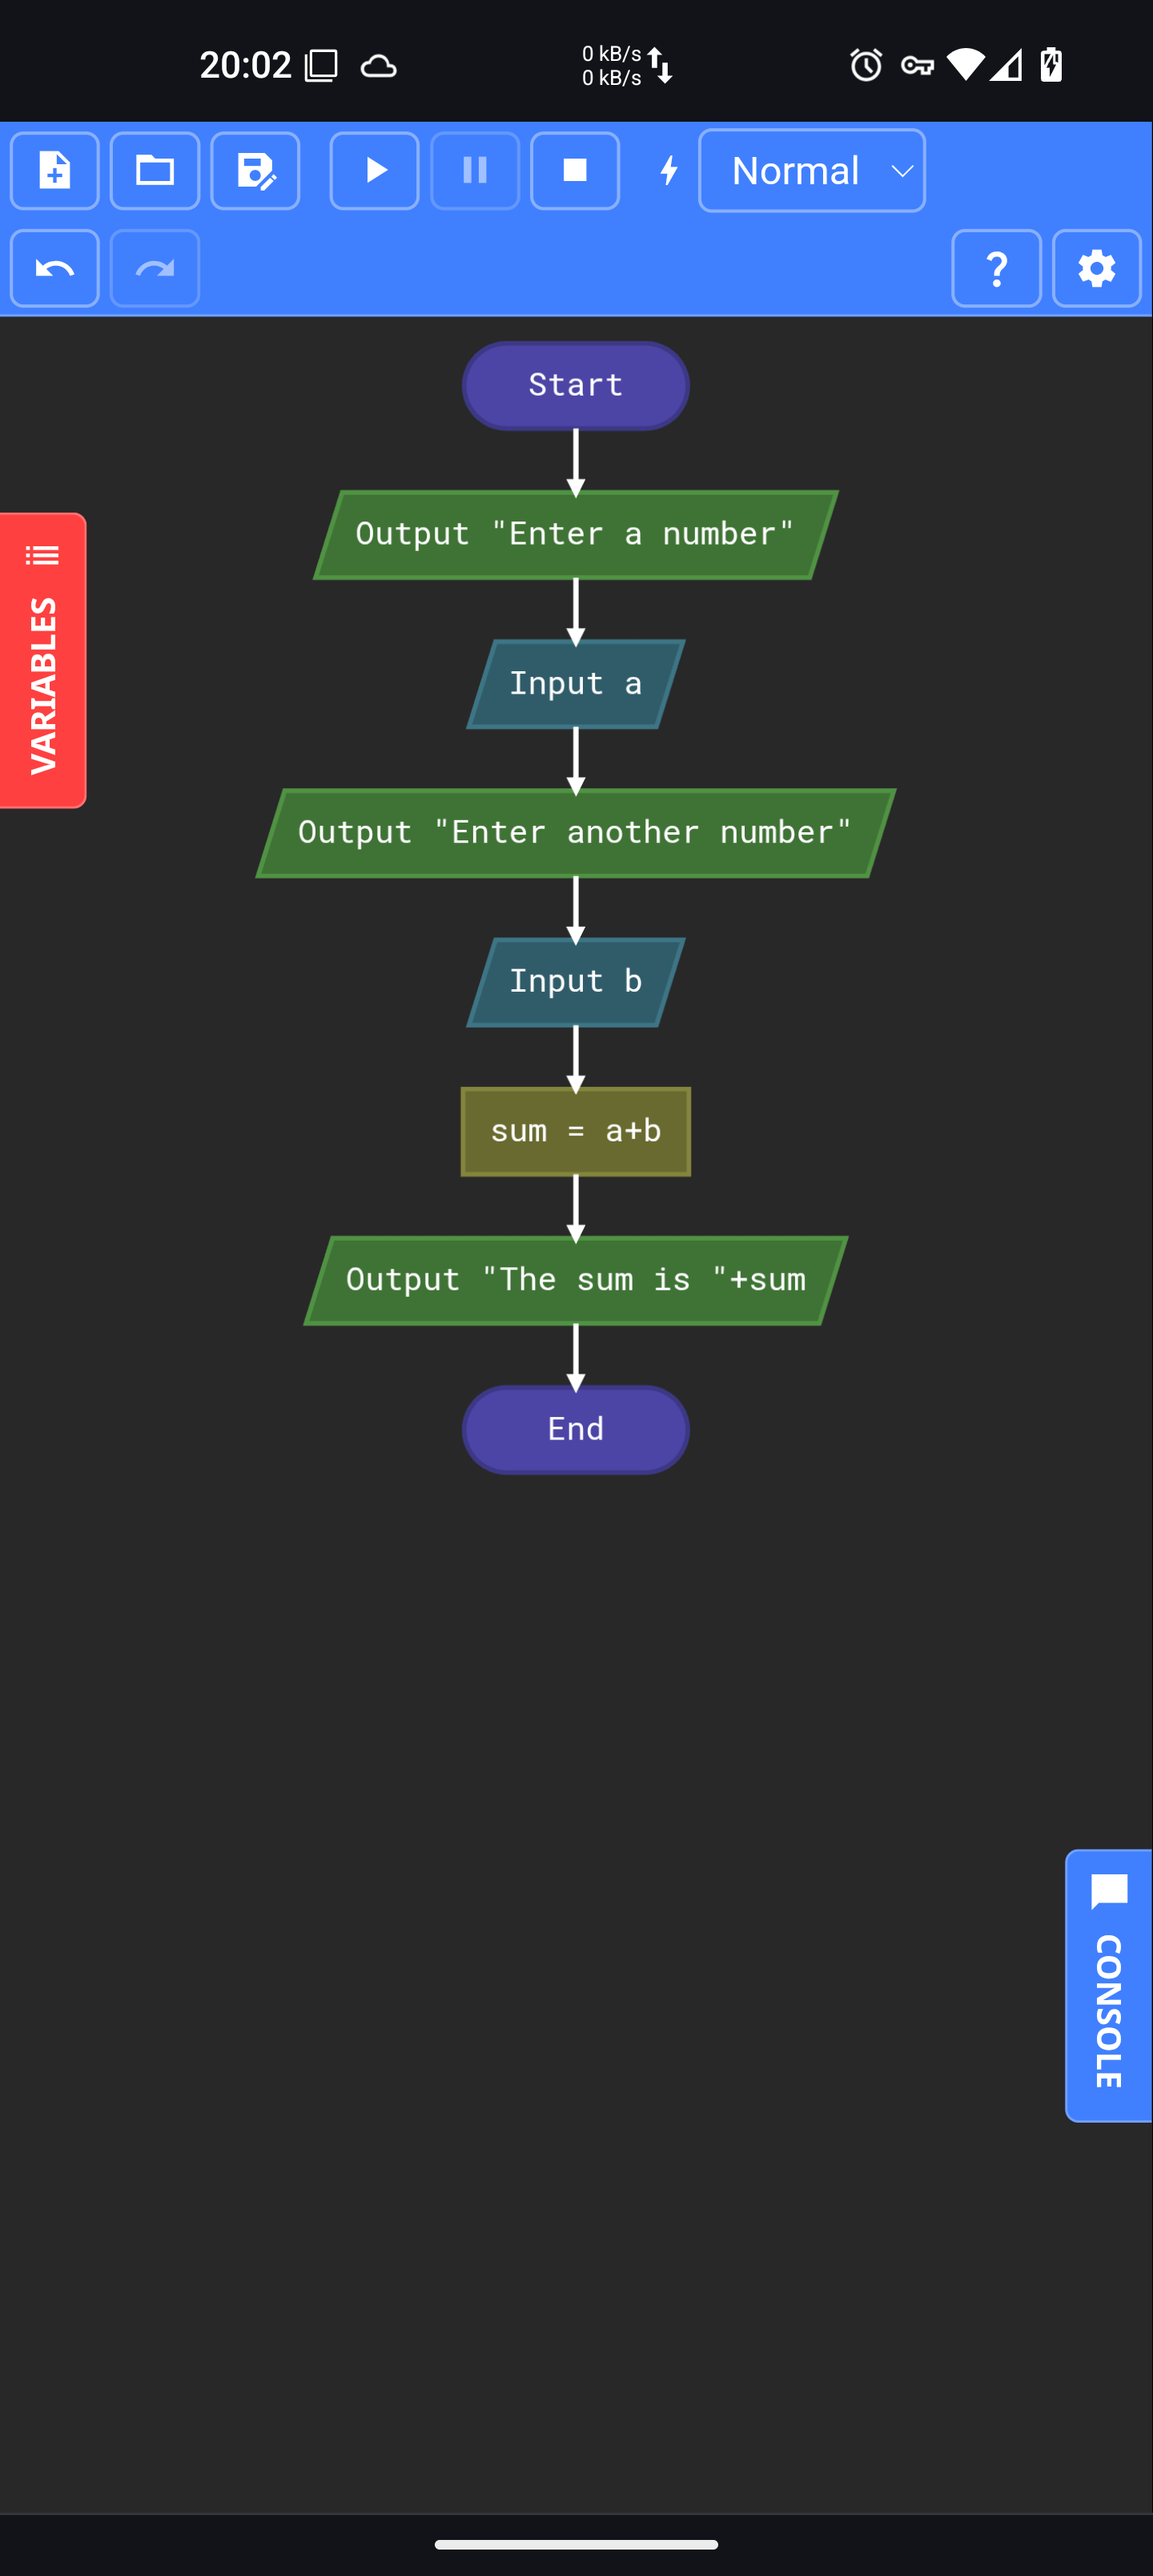 20:02
0 kB/s
0 kB/s
Normal
?
Start
Output "Enter a number"
VARIABLES
Input a
Output "Enter another number"
Input b
sum = a+b
Output "The sum is "+sum
End
CONSOLE